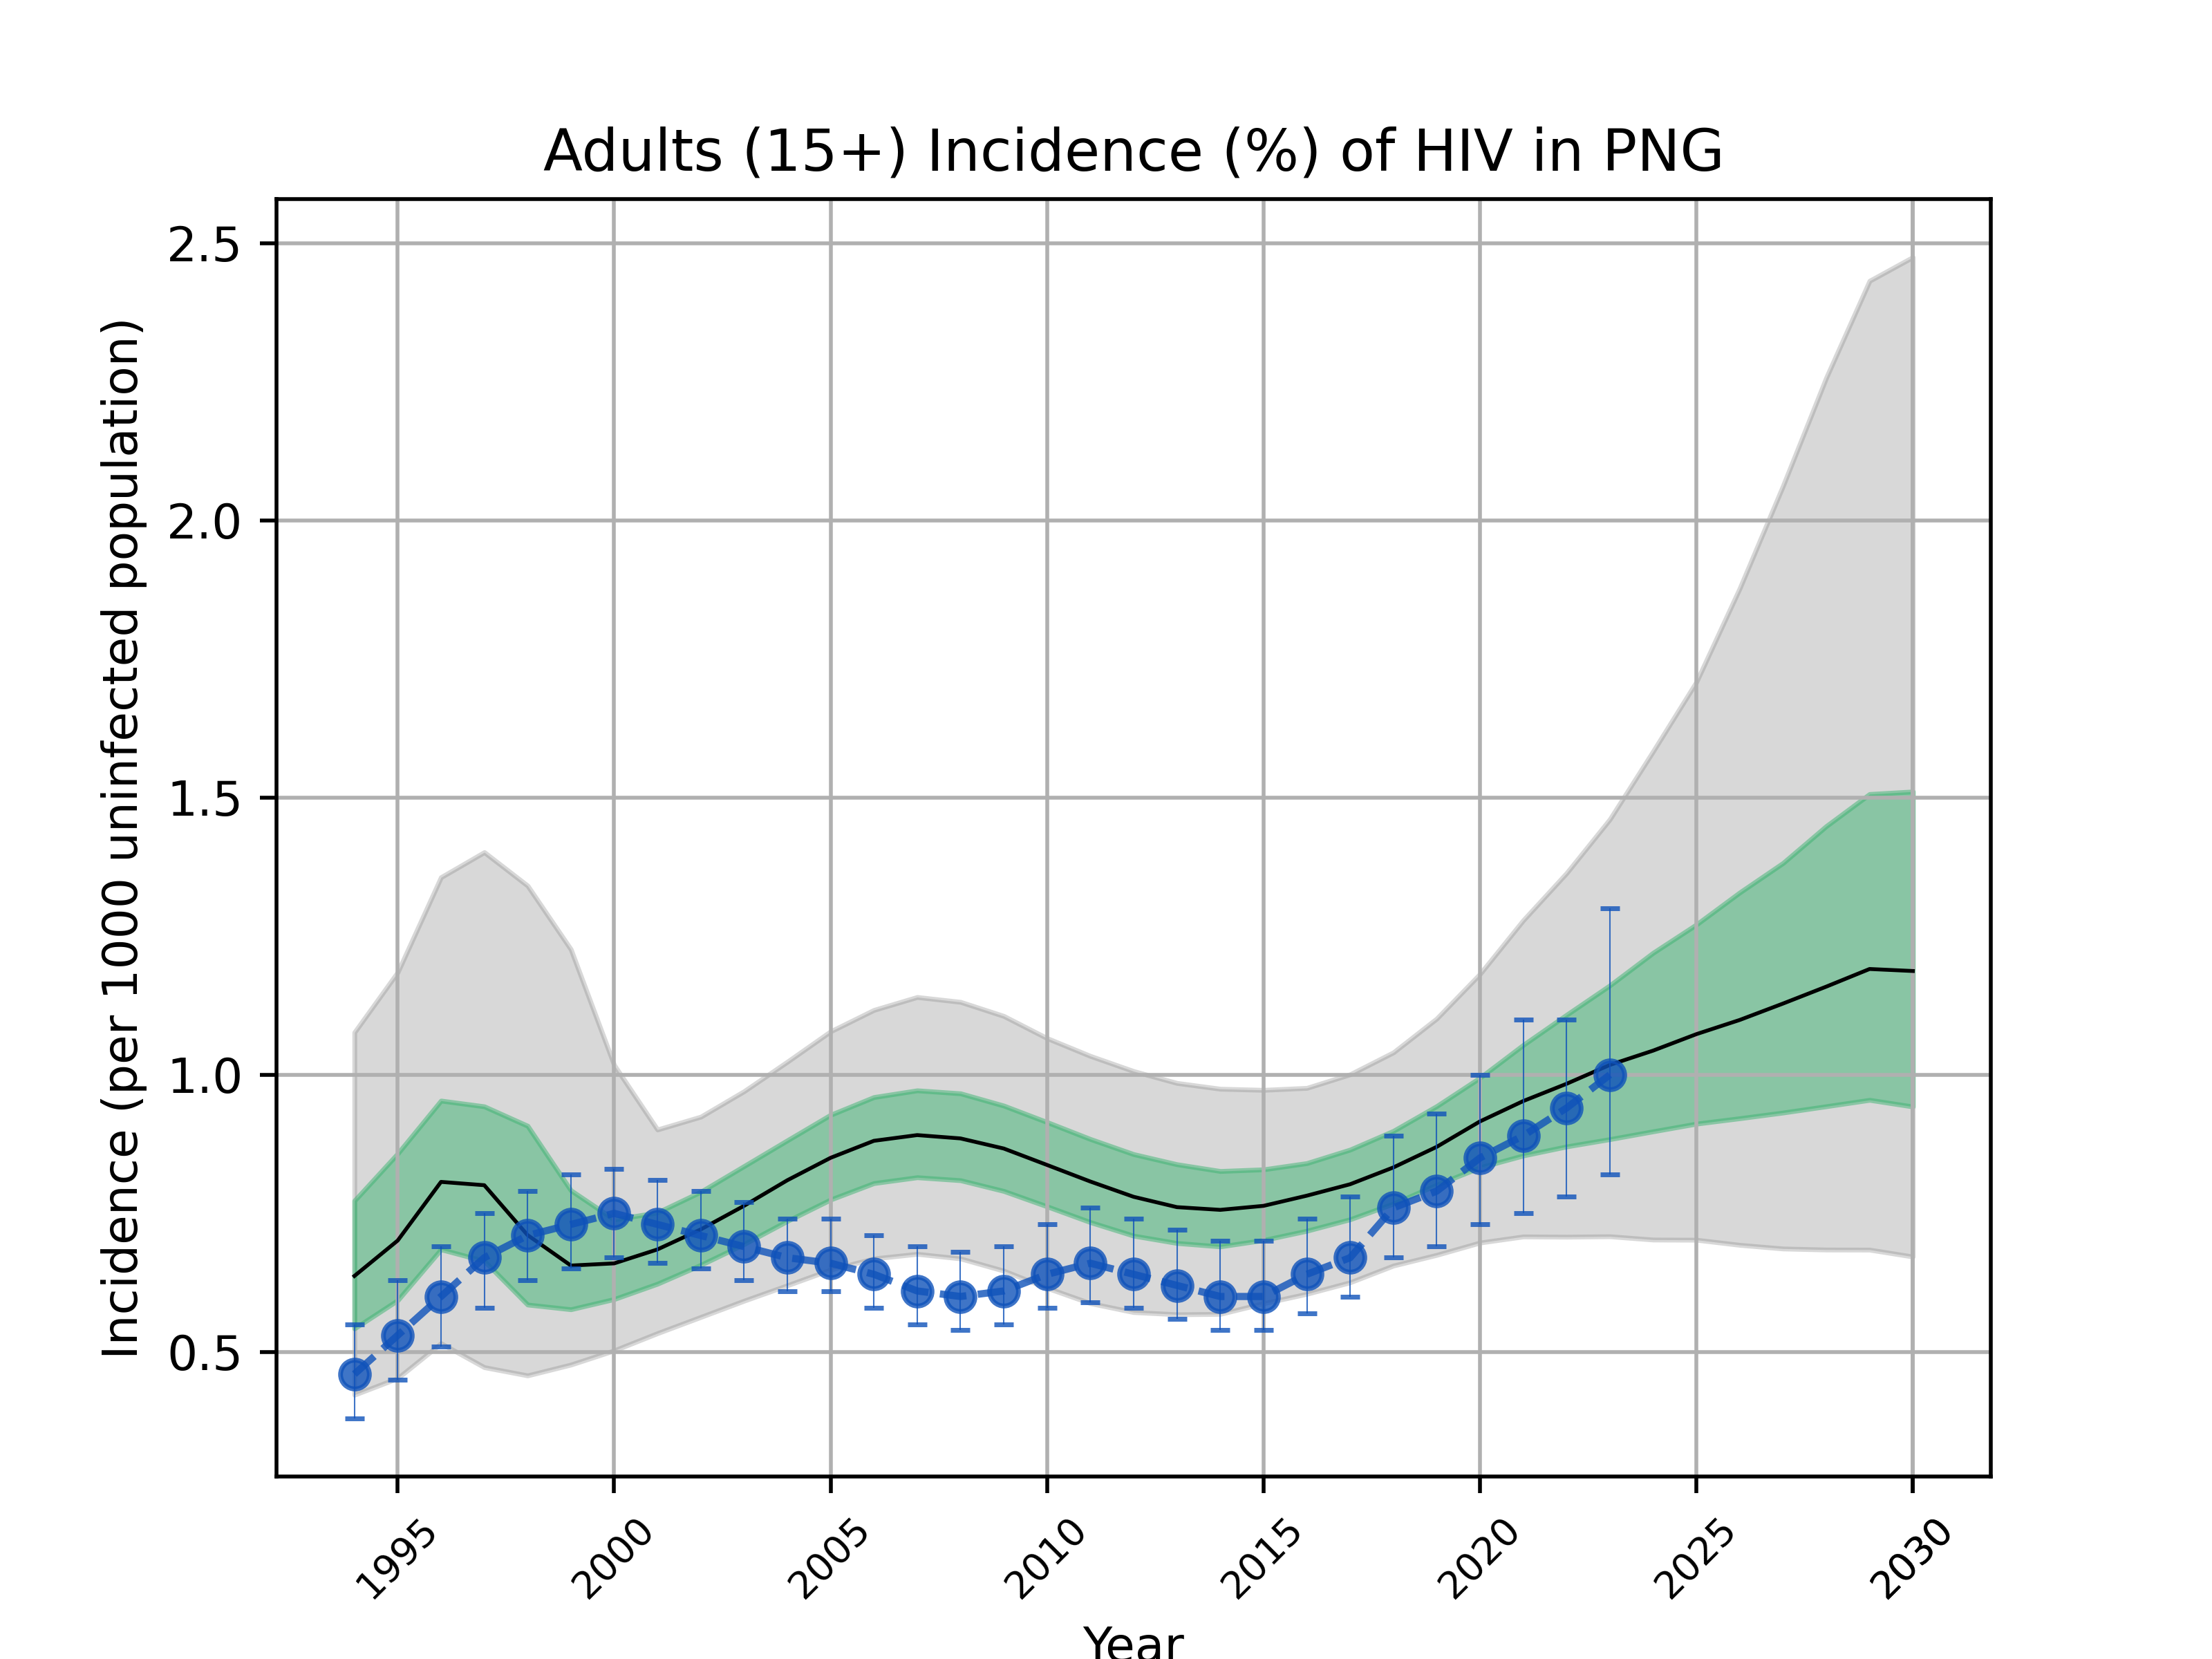 Adults (15+) Incidence (%) of HIV in PNG
Incidence (per 1000 uninfected population)
2.5
2.0
1.5
1.0
0.5
1995 2000 2005 2010 2015 2020 2025 2030
Year